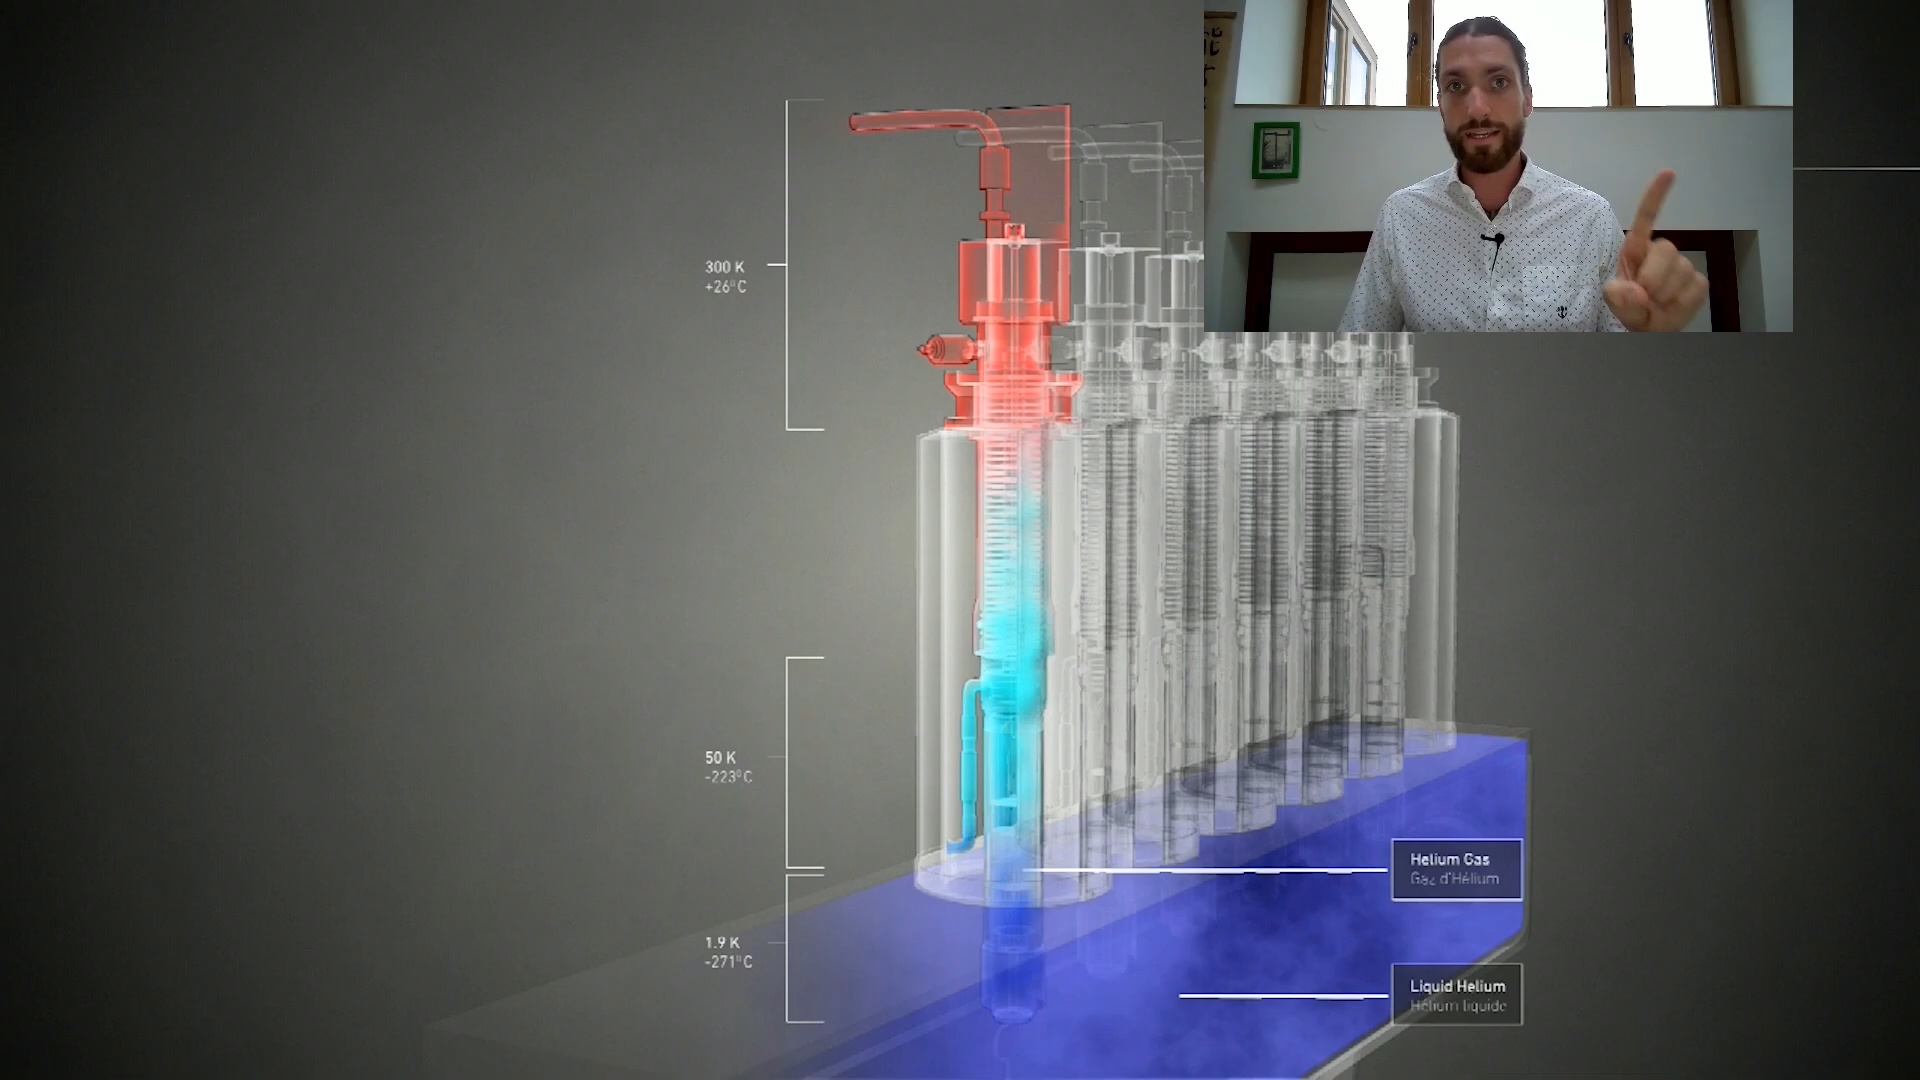 300 K
+26°C
50 K
-223°C
1.9 K
-271°C
Helium Gas
Gaz d'Hélium
Liquid Helium
Hélium liquide